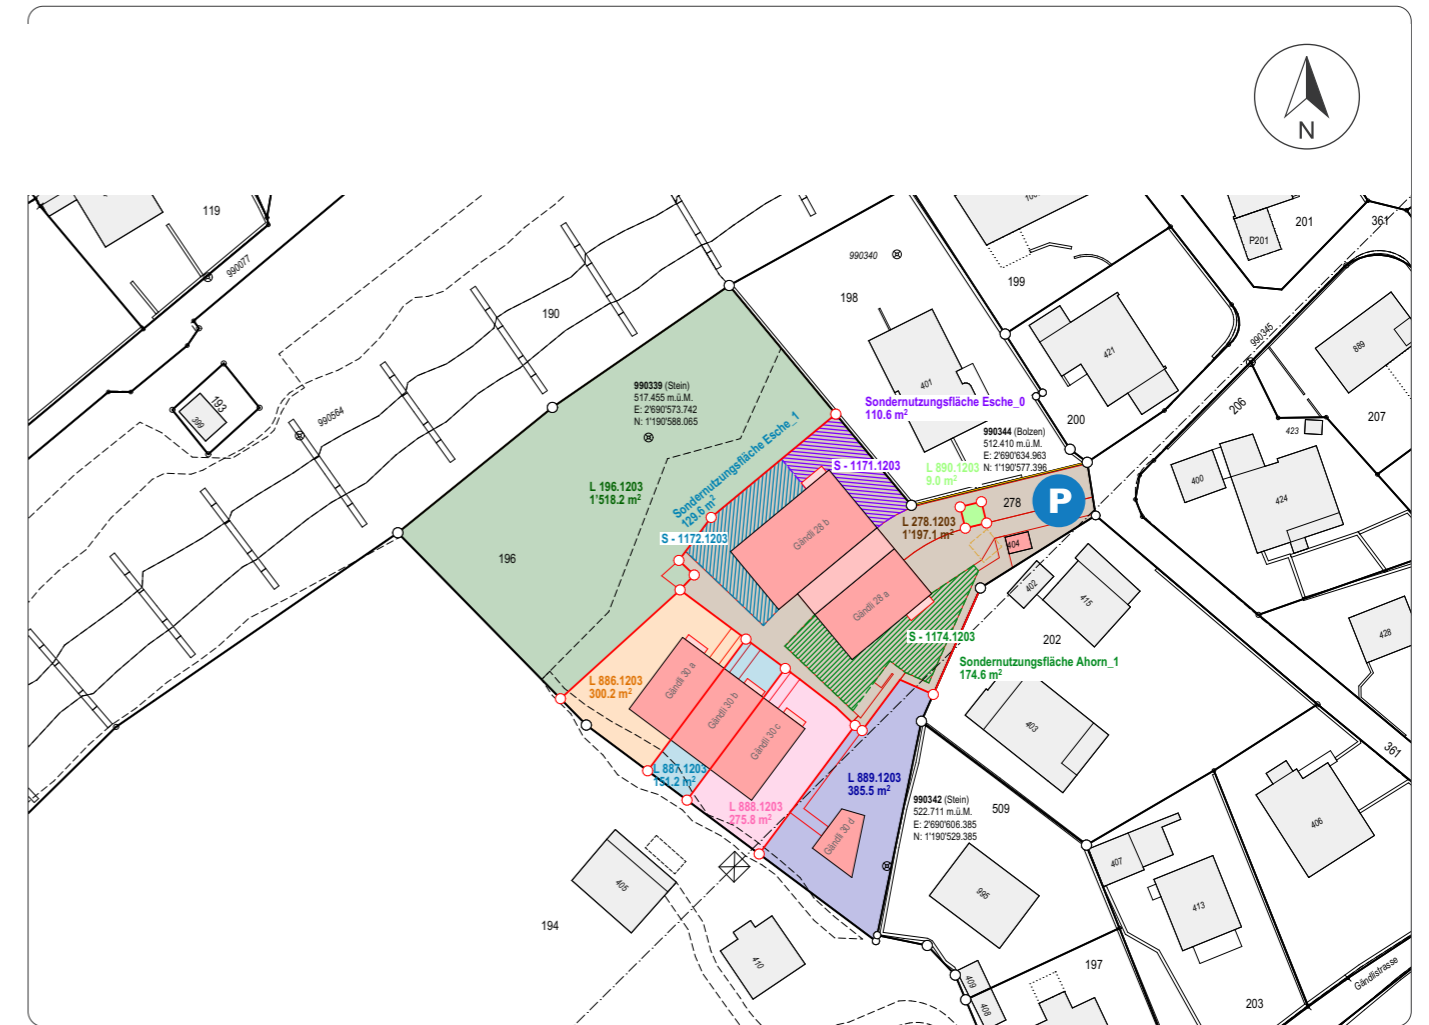 N
119
990077
190
193
399
990564
990340
198
199
201
P201
361
200
421
990345
889
206
207
423
400
424
428
401
990339 (Stein)
517.455 m.ü.M.
E: 2'690'573.742
N: 1'190'588.065
Sondernutzungsfläche Esche_0
110.6 m²
990344 (Bolzen)
512.410 m.ü.M.
E: 2'690'634.963
N: 1'190'577.396
Sondernutzungsfläche Esche_1
129.6 m²
S - 1171.1203
L 890.1203
9.0 m²
L 196.1203
1'518.2 m²
S - 1172.1203
L 278.1203
1'197.1 m²
278
P
404
196
Gändli 28 b
Gändli 28 a
402
415
202
S - 1174.1203
Sondernutzungsfläche Ahorn_1
174.6 m²
L 886.1203
300.2 m²
Gändli 30 a
Gändli 30 b
Gändli 30 c
403
361
L 887.1203
151.2 m²
L 888.1203
275.8 m²
L 889.1203
385.5 m²
Gändli 30 d
990342 (Stein)
522.711 m.ü.M.
E: 2'690'606.385
N: 1'190'529.385
509
406
407
405
995
413
194
410
409
408
197
203
Gändlistrasse